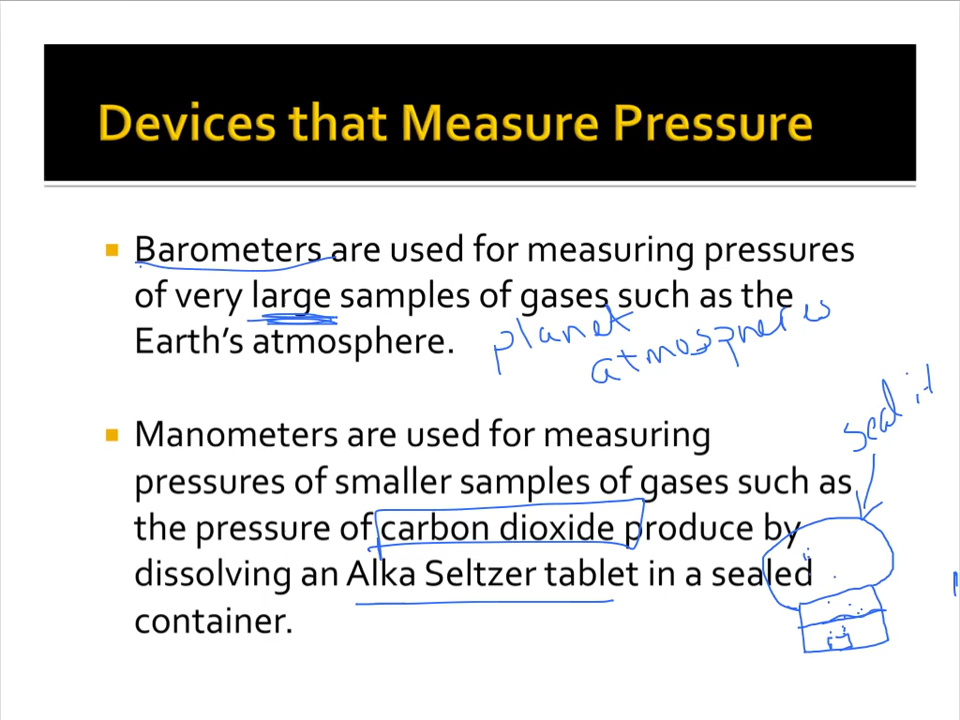 Devices that Measure Pressure
Barometers are used for measuring pressures
of very large samples of gases such as the
Earth's atmosphere.
planet
atmospheres
Manometers are used for measuring
pressures of smaller samples of gases such as
the pressure of carbon dioxide produce by
dissolving an Alka Seltzer tablet in a sealed
container.
seal it